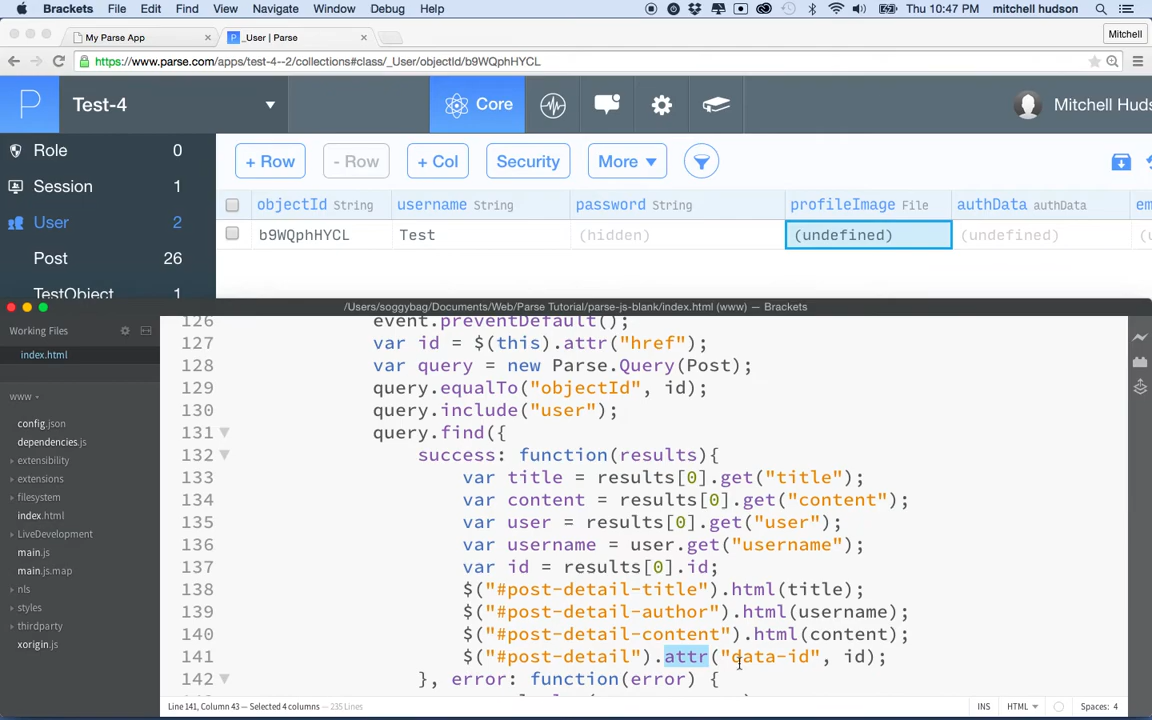 Brackets File Edit Find View Navigate Window Debug Help Thu 10:47 PM mitchell hudson
My Parse App × _User | Parse × Mitchell
https://www.parse.com/apps/test-4--2/collections#class/_User/objectId/b9WQphHYCL
P Test-4 Core Mitchell Huds
Role 0
Session 1
User 2
Post 26
TestObject 1
+ Row - Row + Col Security More
objectId String username String password String profileImage File authData authData em
b9WQphHYCL Test (hidden) (undefined) (undefined) (u
/Users/soggybag/Documents/Web/Parse Tutorial/parse-js-blank/index.html (www) — Brackets
Working Files
index.html
www
config.json
dependencies.js
extensibility
extensions
filesystem
index.html
LiveDevelopment
main.js
main.js.map
nls
styles
thirdparty
xorigin.js
126 event.preventDefault();
127 var id = $(this).attr("href");
128 var query = new Parse.Query(Post);
129 query.equalTo("objectId", id);
130 query.include("user");
131 query.find({
132 success: function(results){
133 var title = results[0].get("title");
134 var content = results[0].get("content");
135 var user = results[0].get("user");
136 var username = user.get("username");
137 var id = results[0].id;
138 $("#post-detail-title").html(title);
139 $("#post-detail-author").html(username);
140 $("#post-detail-content").html(content);
141 $("#post-detail").attr("data-id", id);
142 }, error: function(error) {
Line 141, Column 43 — Selected 4 columns — 235 Lines INS HTML Spaces: 4